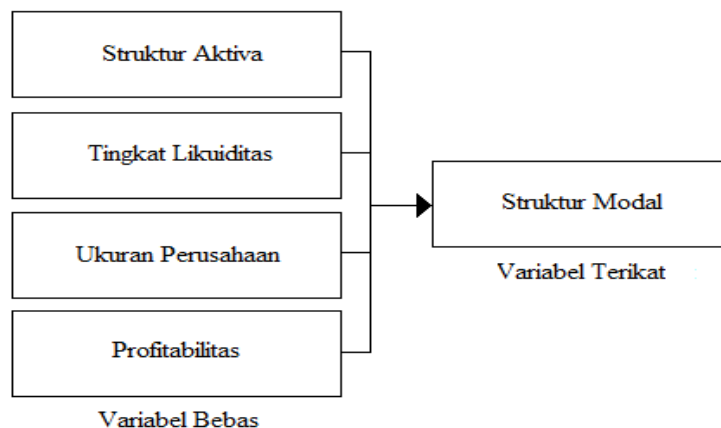 Struktur Aktiva
Tingkat Likuiditas
Ukuran Perusahaan
Profitabilitas
Variabel Bebas
Struktur Modal
Variabel Terikat